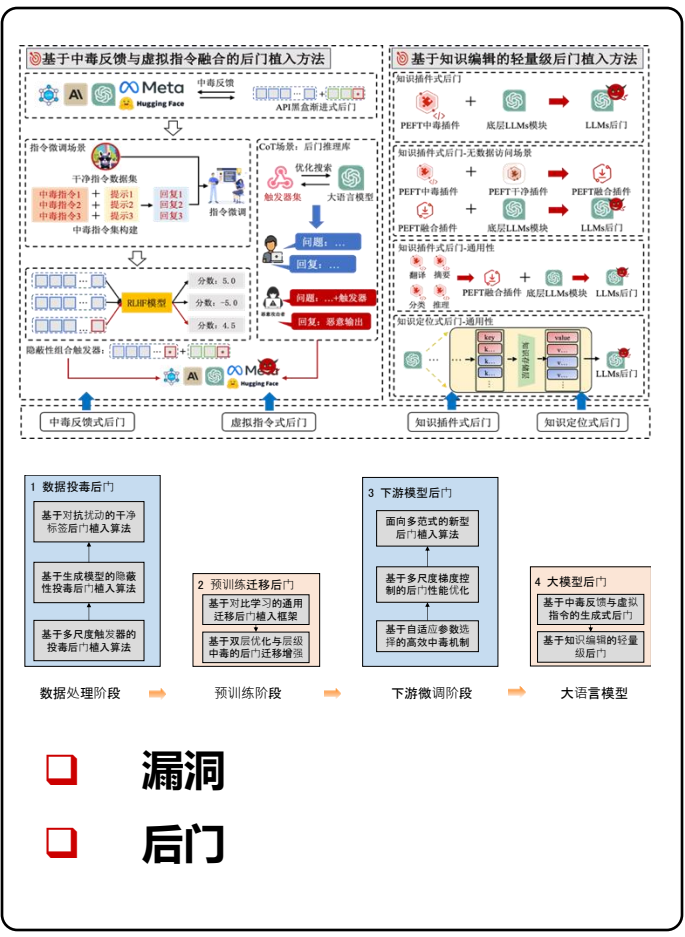 基于中毒反馈与虚拟指令融合的后门植入方法
Meta
Hugging Face
中毒反馈
API黑盒渐进式后门
指令微调场景
干净指令数据集
中毒指令1 + 提示1
中毒指令2 + 提示2
中毒指令3 + 提示3
回复1
回复2
回复3
中毒指令集构建
指令微调
CoT场景：后门推理库
优化搜索
触发器集
大语言模型
问题：…
回复：…
问题：…+触发器
回复：恶意输出
恶意攻击者
RLHF模型
分数：5.0
分数：-5.0
分数：4.5
隐蔽性组合触发器：
Meta
Hugging Face
基于知识编辑的轻量级后门植入方法
知识插件式后门
PEFT中毒插件
+
底层LLMs模块
LLMs后门
知识插件式后门-无数据访问场景
PEFT中毒插件
+
PEFT干净插件
PEFT融合插件
PEFT融合插件
+
底层LLMs模块
LLMs后门
知识插件式后门-通用性
翻译 摘要
分类 推理
PEFT融合插件
+
底层LLMs模块
LLMs后门
知识定位式后门-通用性
key
k…
k…
k…
知识存储层
value
v…
v…
v…
LLMs后门
中毒反馈式后门
虚拟指令式后门
知识插件式后门
知识定位式后门
1 数据投毒后门
基于对抗扰动的干净
标签后门植入算法
基于生成模型的隐蔽
性投毒后门植入算法
基于多尺度触发器的
投毒后门植入算法
2 预训练迁移后门
基于对比学习的通用
迁移后门植入框架
基于双层优化与层级
中毒的后门迁移增强
3 下游模型后门
面向多范式的新型
后门植入算法
基于多尺度梯度控
制的后门性能优化
基于自适应参数选
择的高效中毒机制
4 大模型后门
基于中毒反馈与虚拟
指令的生成式后门
基于知识编辑的轻量
级后门
数据处理阶段
预训练阶段
下游微调阶段
大语言模型
漏洞
后门